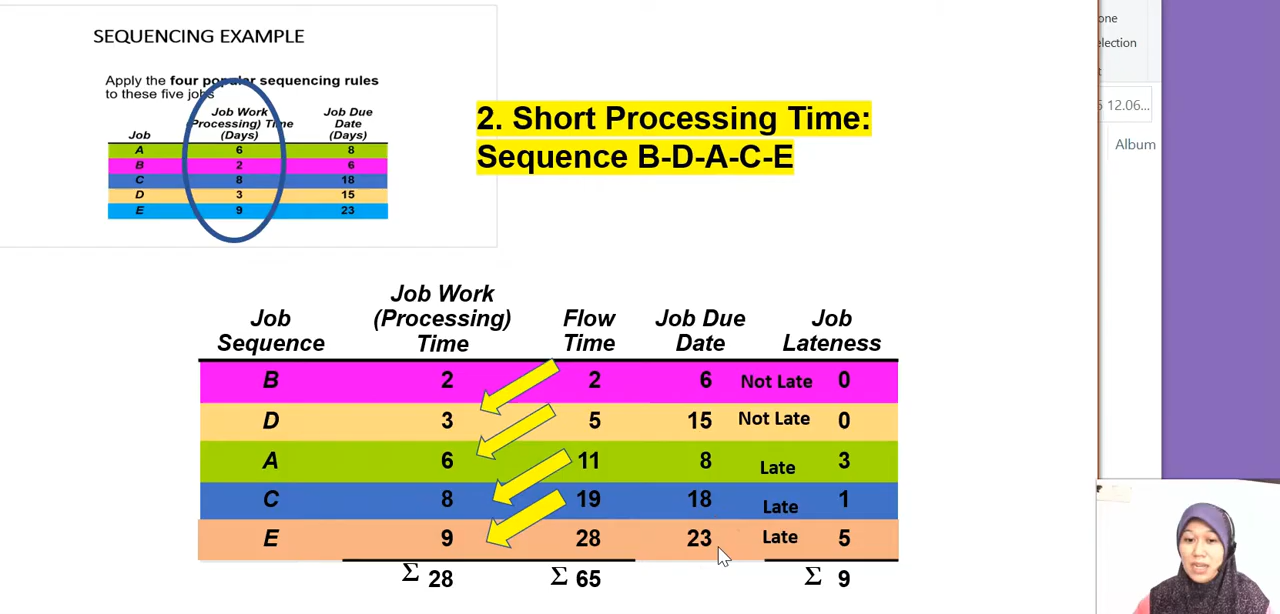 SEQUENCING EXAMPLE
Apply the four popular sequencing rules
to these five jobs
Job Work Job Due
(Processing) Time Date
Job (Days) (Days)
A 6 8
B 2 6
C 8 18
D 3 15
E 9 23
2. Short Processing Time:
Sequence B-D-A-C-E
one
election
t
12.06...
Album
Job Work
Job (Processing) Flow Job Due Job
Sequence Time Time Date Lateness
B 2 2 6 Not Late 0
D 3 5 15 Not Late 0
A 6 11 8 Late 3
C 8 19 18 Late 1
E 9 28 23 Late 5
Σ 28 Σ 65 Σ 9